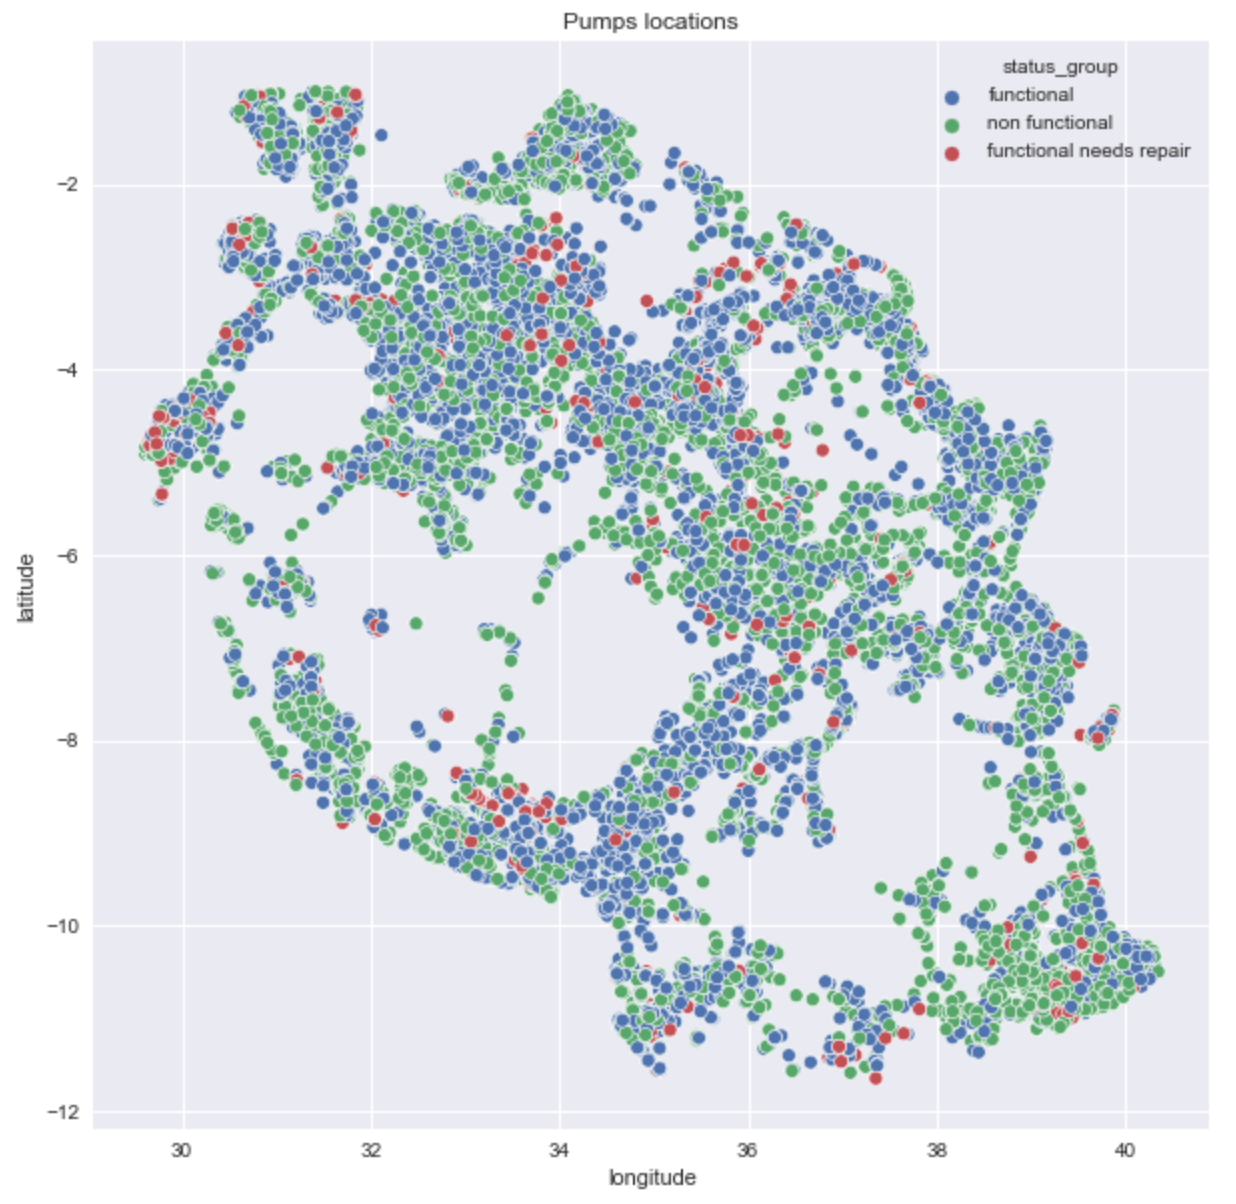 Pumps locations
status_group
functional
non functional
functional needs repair
−2
−4
−6
−8
−10
−12
latitude
30
32
34
36
38
40
longitude